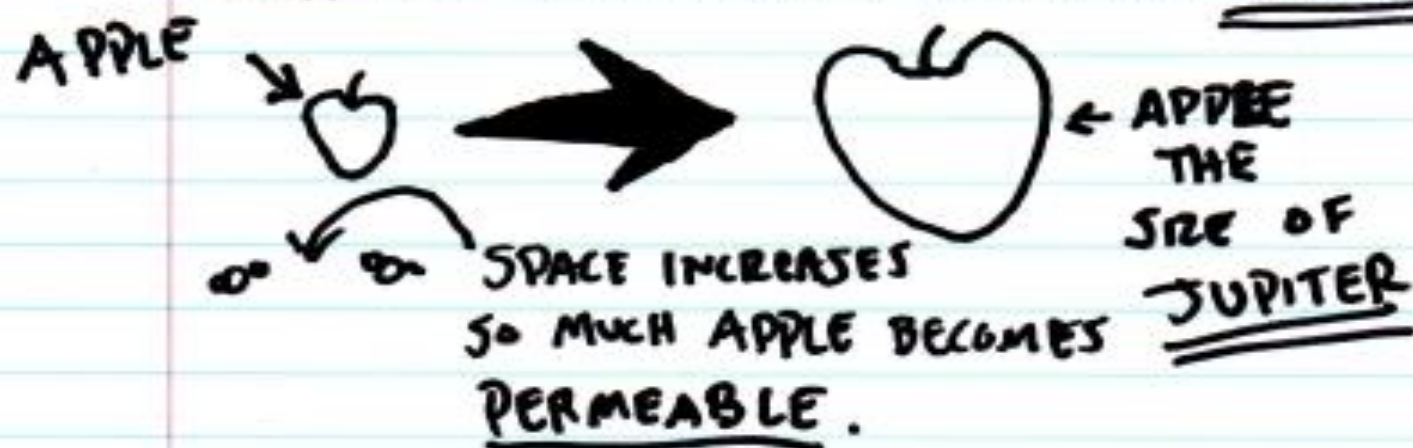 APPLE
← APPLE
THE
SIZE OF
JUPITER
SPACE INCREASES
SO MUCH APPLE BECOMES
PERMEABLE.